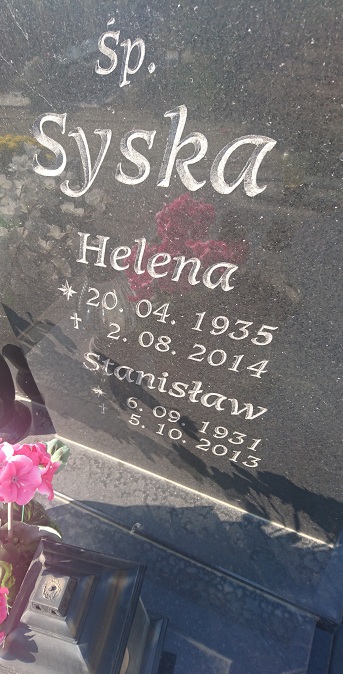 Śp.
Syska
Helena
* 20. 04. 1935
✝ 2. 08. 2014
Stanisław
* 6. 09. 1931
✝ 5. 10. 2013